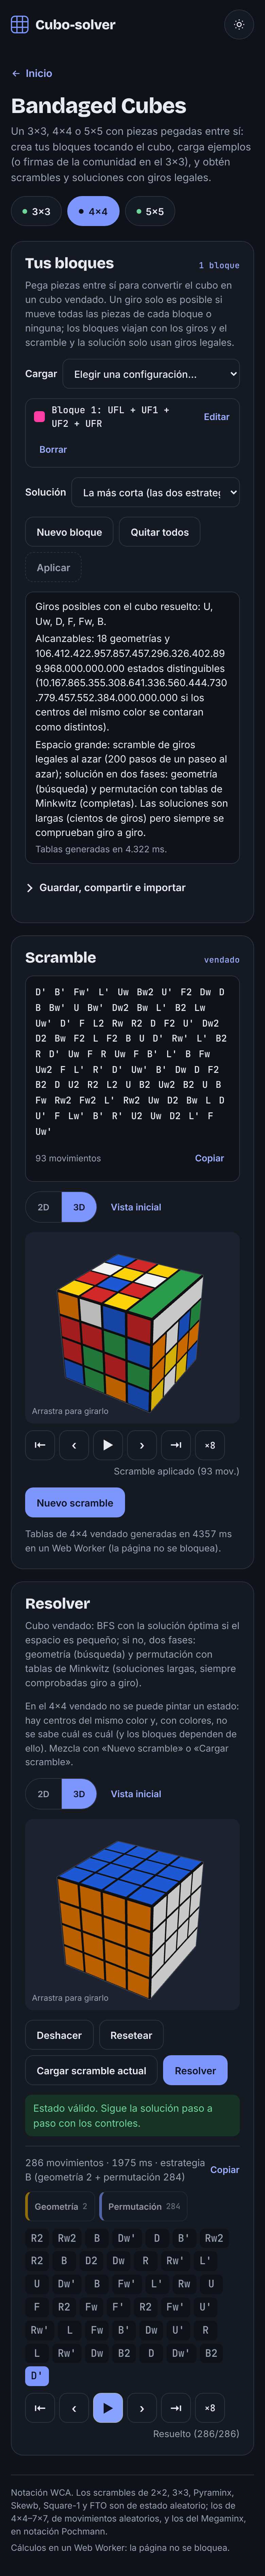 Cubo-solver
← Inicio
Bandaged Cubes
Un 3×3, 4×4 o 5×5 con piezas pegadas entre sí:
crea tus bloques tocando el cubo, carga ejemplos
(o firmas de la comunidad en el 3×3), y obtén
scrambles y soluciones con giros legales.
3×3
4×4
5×5
Tus bloques
1 bloque
Pega piezas entre sí para convertir el cubo en
un cubo vendado. Un giro solo es posible si
mueve todas las piezas de cada bloque o
ninguna; los bloques viajan con los giros y el
scramble y la solución solo usan giros legales.
Cargar
Elegir una configuración...
Bloque 1: UFL + UF1 +
UF2 + UFR
Editar
Borrar
Solución
La más corta (las dos estrateg
Nuevo bloque
Quitar todos
Aplicar
Giros posibles con el cubo resuelto: U,
Uw, D, F, Fw, B.
Alcanzables: 18 geometrías y
106.412.422.957.857.457.296.326.402.89
9.968.000.000.000 estados distinguibles
(10.167.865.355.308.641.336.560.444.730
.779.457.552.384.000.000.000 si los
centros del mismo color se contaran
como distintos).
Espacio grande: scramble de giros
legales al azar (200 pasos de un paseo al
azar); solución en dos fases: geometría
(búsqueda) y permutación con tablas de
Minkwitz (completas). Las soluciones son
largas (cientos de giros) pero siempre se
comprueban giro a giro.
Tablas generadas en 4.322 ms.
Guardar, compartir e importar
Scramble
vendado
D' B' Fw' L' Uw Bw2 U' F2 Dw D
B Bw' U Bw' Dw2 Bw L' B2 Lw
Uw' D' F L2 Rw R2 D F2 U' Dw2
D2 Bw F2 L F2 B U D' Rw' L' B2
R D' Uw F R Uw F B' L' B Fw
Uw2 F L' R' D' Uw' B' Dw D F2
B2 D U2 R2 L2 U B2 Uw2 B2 U B
Fw Rw2 Fw2 L' Rw2 Uw D2 Bw L D
U' F Lw' B' R' U2 Uw D2 L' F
Uw'
93 movimientos
Copiar
2D
3D
Vista inicial
Arrastra para girarlo
×8
Scramble aplicado (93 mov.)
Nuevo scramble
Tablas de 4×4 vendado generadas en 4357 ms
en un Web Worker (la página no se bloquea).
Resolver
Cubo vendado: BFS con la solución óptima si el
espacio es pequeño; si no, dos fases:
geometría (búsqueda) y permutación con
tablas de Minkwitz (soluciones largas, siempre
comprobadas giro a giro).
En el 4×4 vendado no se puede pintar un estado:
hay centros del mismo color y, con colores, no
se sabe cuál es cuál (y los bloques dependen de
ello). Mezcla con «Nuevo scramble» o «Cargar
scramble».
2D
3D
Vista inicial
Arrastra para girarlo
Deshacer
Resetear
Cargar scramble actual
Resolver
Estado válido. Sigue la solución paso a
paso con los controles.
286 movimientos · 1975 ms · estrategia
B (geometría 2 + permutación 284)
Copiar
Geometría 2
Permutación 284
R2 Rw2 B Dw' D B' Rw2
R2 B D2 Dw R Rw' L'
U Dw' B Fw' L' Rw U
F R2 Fw F' R2 Fw' U'
Rw' L Fw B' Dw U' R
L Rw' Dw B2 D Dw' B2
D'
×8
Resuelto (286/286)
Notación WCA. Los scrambles de 2×2, 3×3, Pyraminx,
Skewb, Square-1 y FTO son de estado aleatorio; los de
4×4–7×7, de movimientos aleatorios, y los del Megaminx,
en notación Pochmann.
Cálculos en un Web Worker: la página no se bloquea.